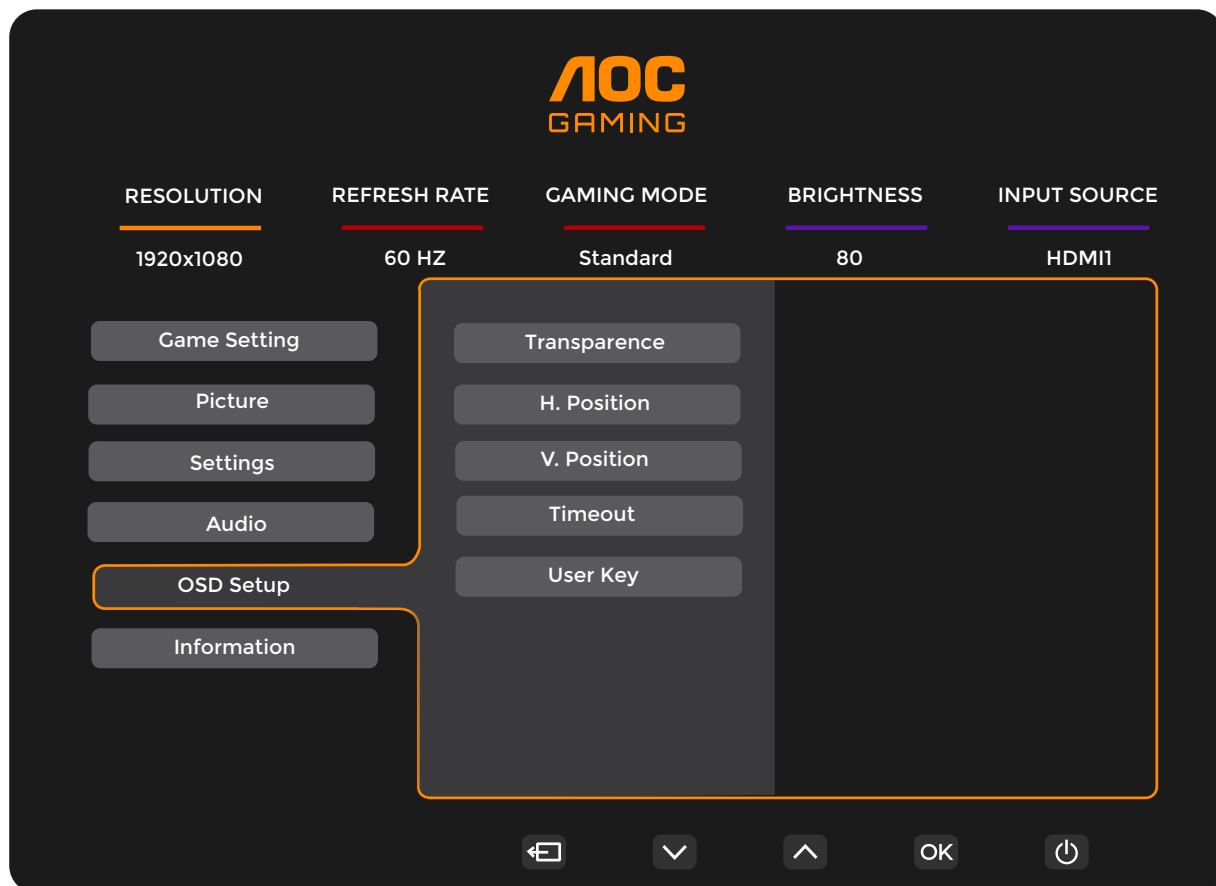 AOC
GAMING
RESOLUTION REFRESH RATE GAMING MODE BRIGHTNESS INPUT SOURCE
1920x1080 60 HZ Standard 80 HDMI1
Game Setting
Picture
Settings
Audio
OSD Setup
Information
Transparence
H. Position
V. Position
Timeout
User Key
OK